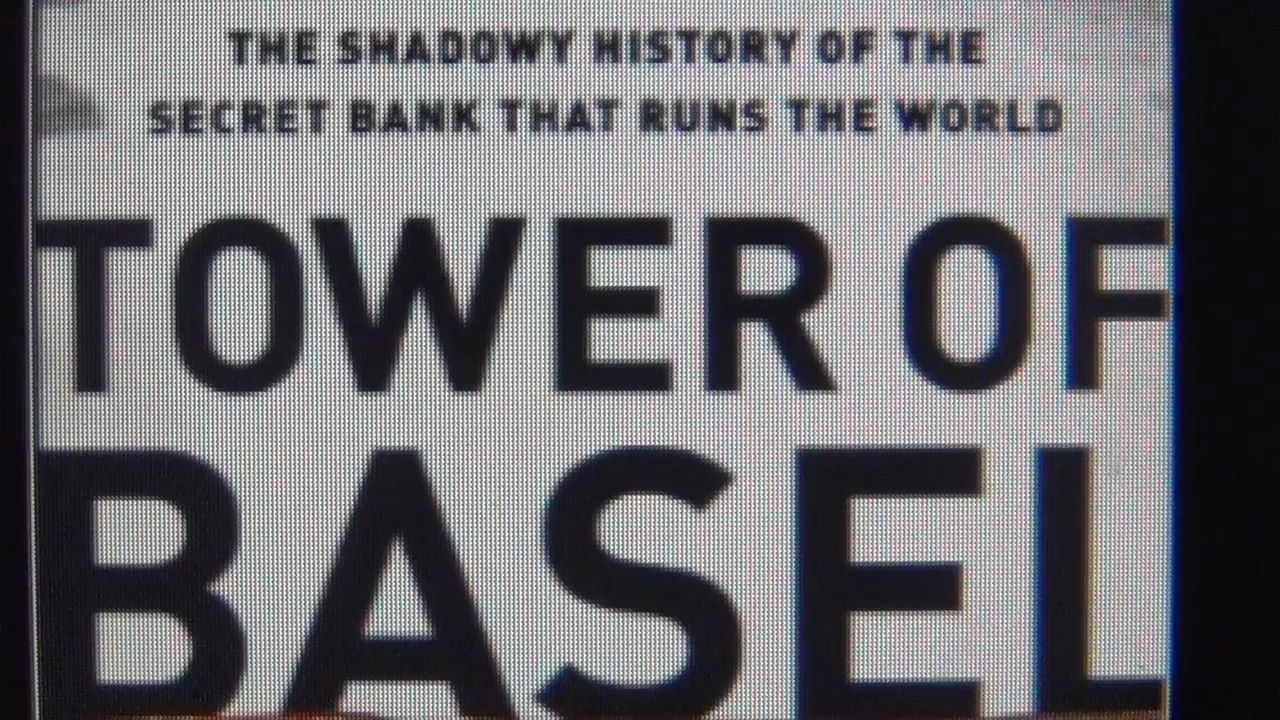 THE SHADOWY HISTORY OF THE
SECRET BANK THAT RUNS THE WORLD
TOWER OF
BASEL